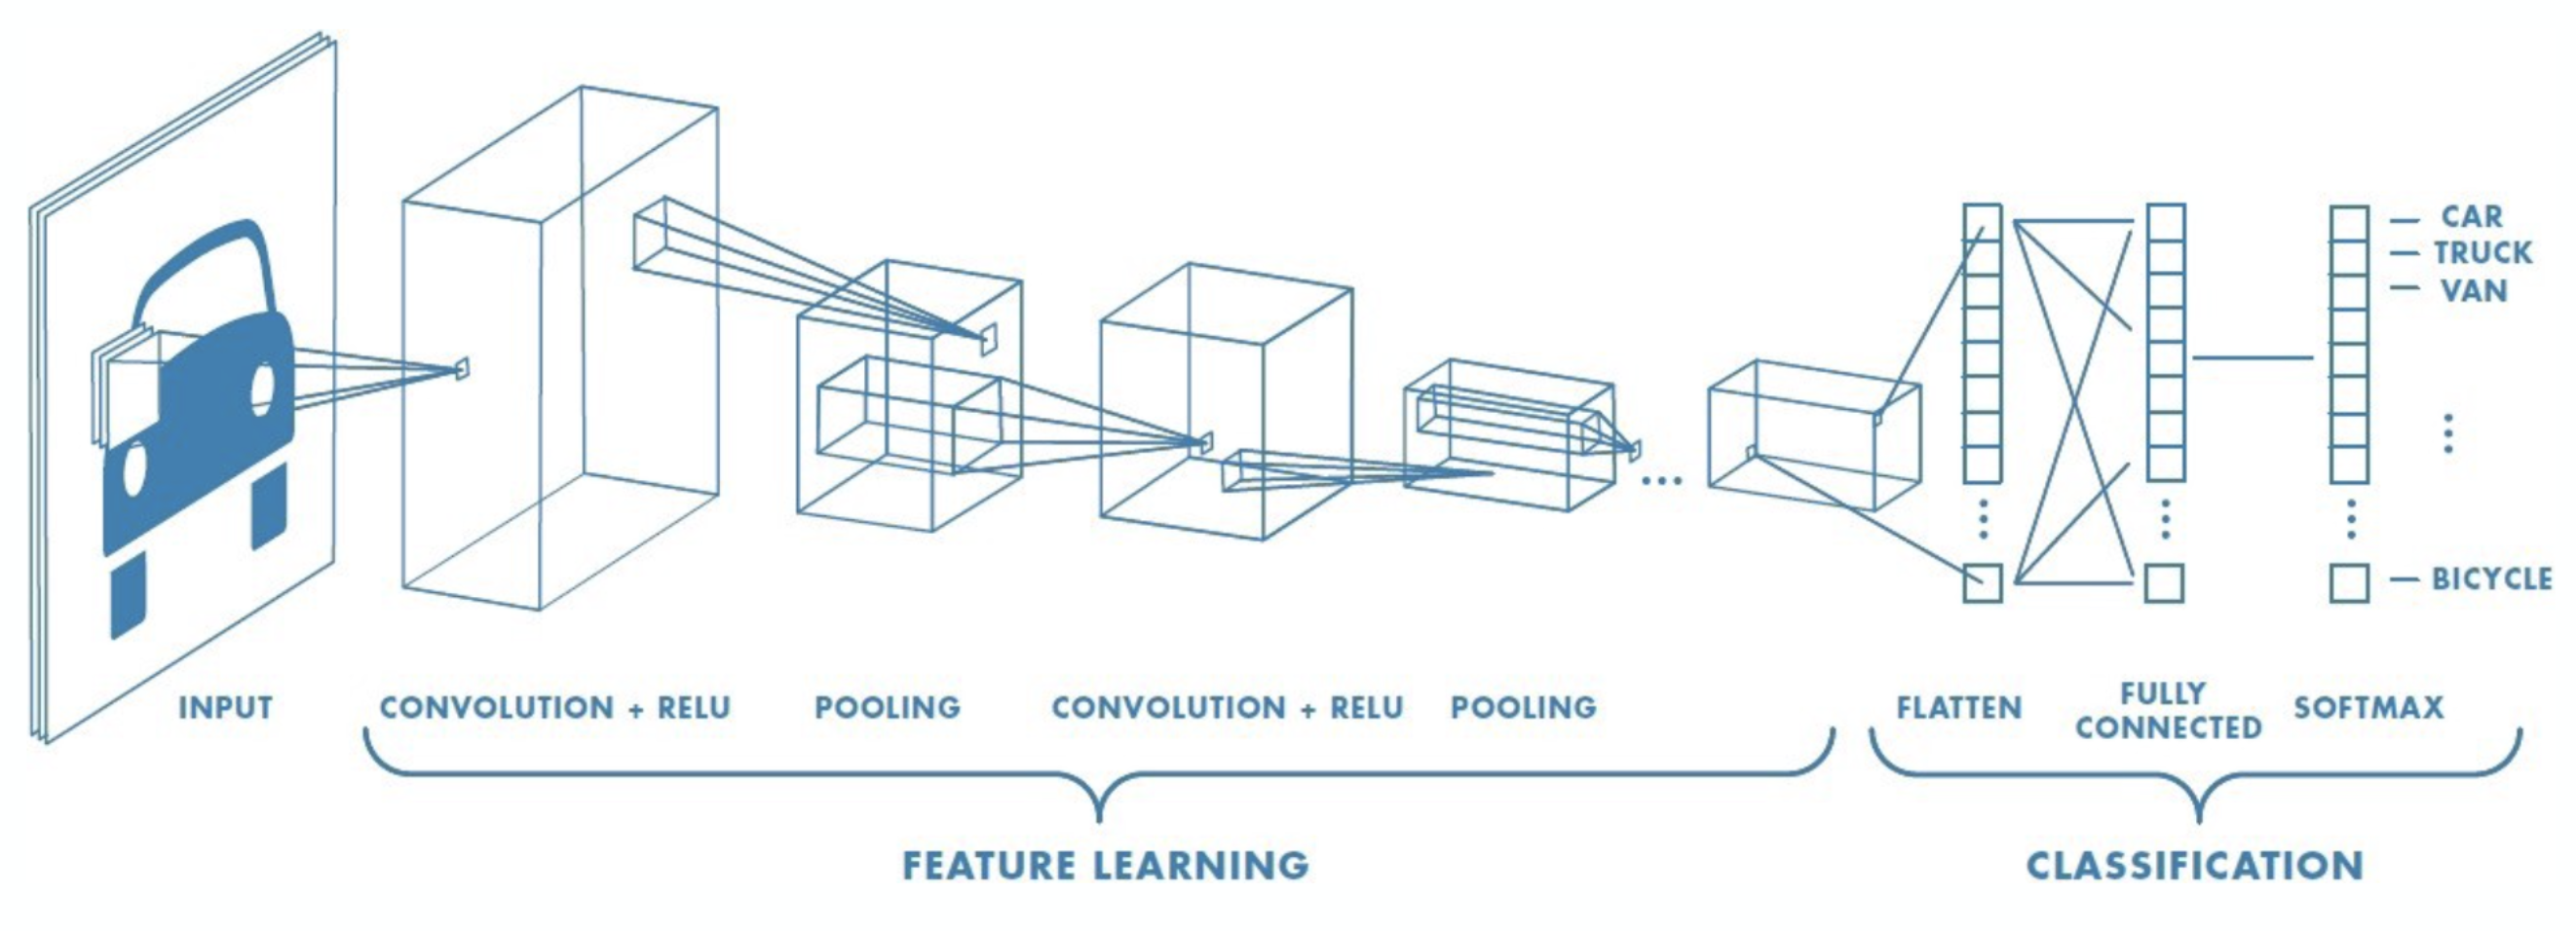 CAR
TRUCK
VAN
BICYCLE
INPUT
CONVOLUTION + RELU
POOLING
CONVOLUTION + RELU
POOLING
FLATTEN
FULLY
CONNECTED
SOFTMAX
FEATURE LEARNING
CLASSIFICATION